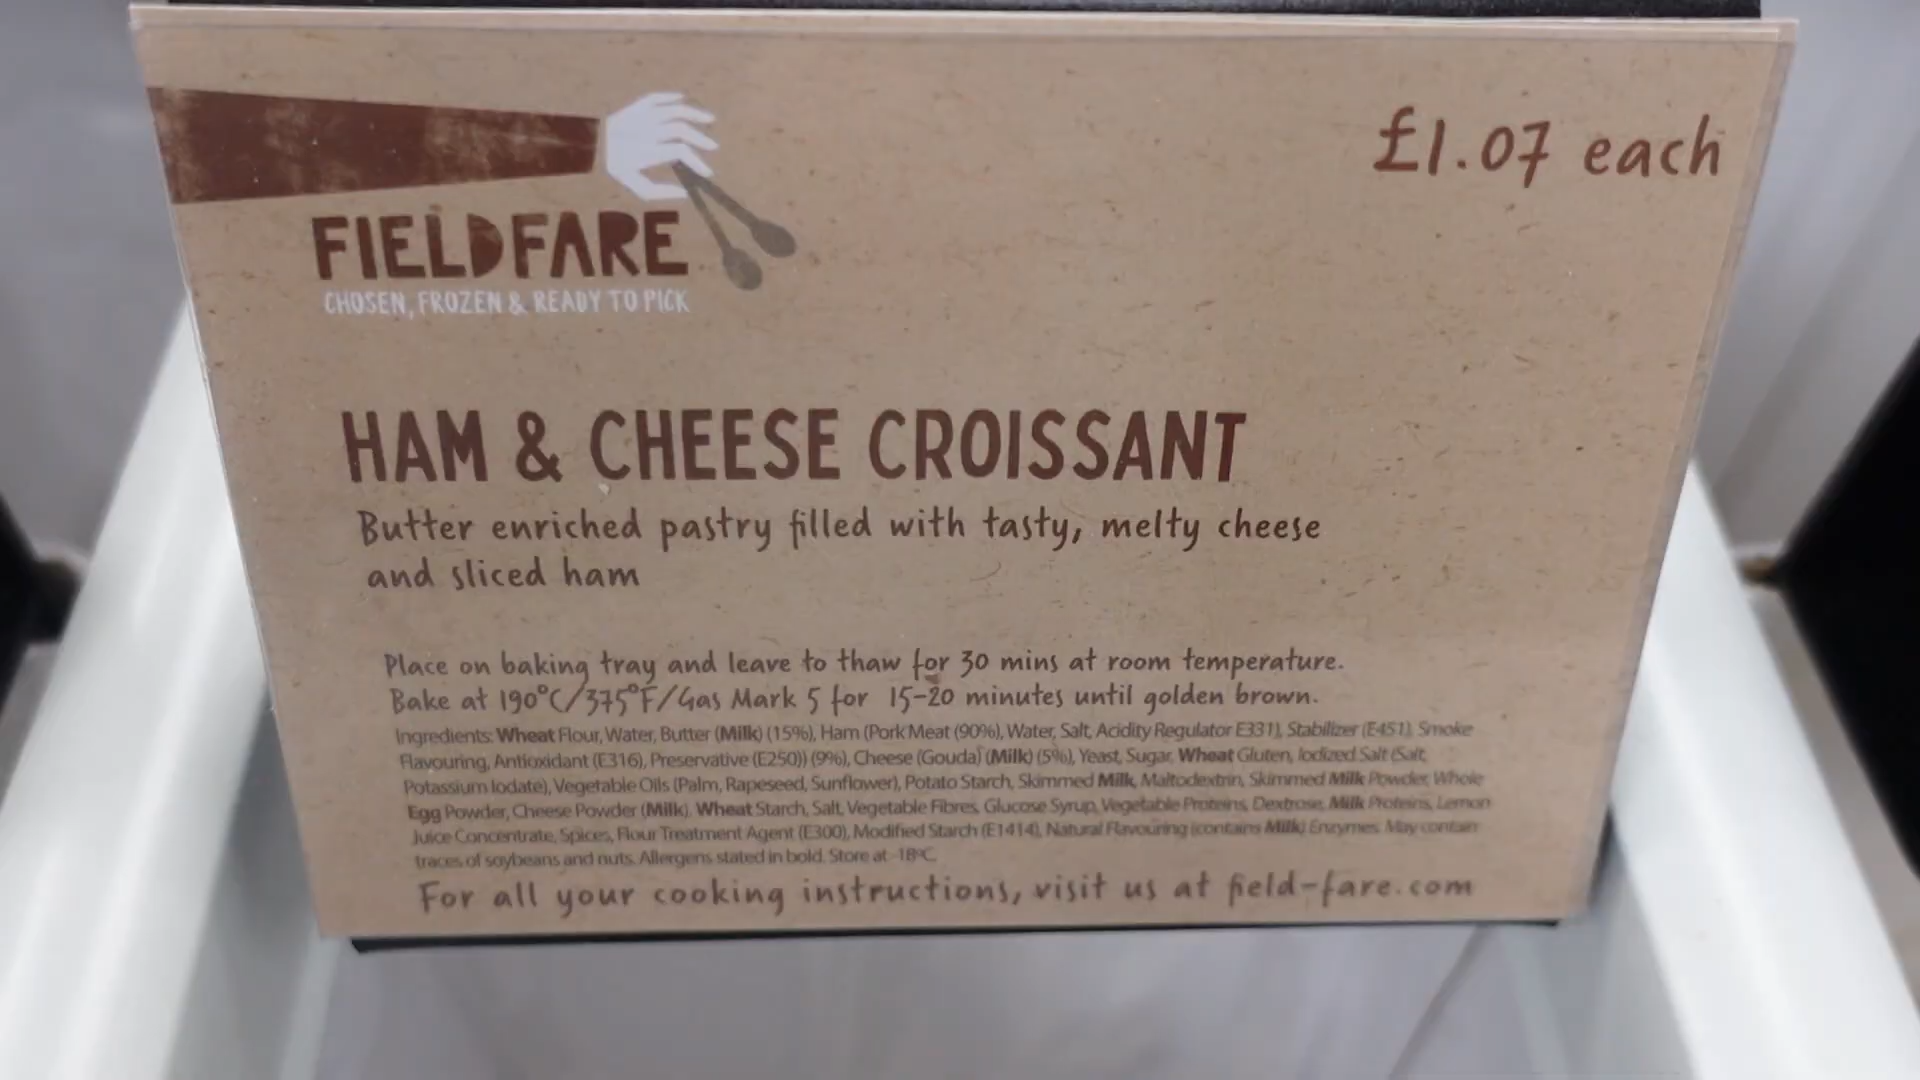 £1.07 each
FIELDFARE
CHOSEN, FROZEN & READY TO PICK
HAM & CHEESE CROISSANT
Butter enriched pastry filled with tasty, melty cheese
and sliced ham
Place on baking tray and leave to thaw for 30 mins at room temperature.
Bake at 190°C/375°F/Gas Mark 5 for 15-20 minutes until golden brown.
Ingredients: Wheat Flour, Water, Butter (Milk) (15%), Ham (Pork Meat (90%), Water, Salt, Acidity Regulator E331), Stabilizer (E451), Smoke
Flavouring, Antioxidant (E316), Preservative (E250)) (9%), Cheese (Gouda) (Milk) (5%), Yeast, Sugar, Wheat Gluten, Iodized Salt (Salt,
Potassium Iodate), Vegetable Oils (Palm, Rapeseed, Sunflower), Potato Starch, Skimmed Milk, Maltodextrin, Skimmed Milk Powder, Whole
Egg Powder, Cheese Powder (Milk), Wheat Starch, Salt, Vegetable Fibres, Glucose Syrup, Vegetable Proteins, Dextrose, Milk Proteins, Lemon
Juice Concentrate, Spices, Flour Treatment Agent (E300), Modified Starch (E1414), Natural Flavouring (contains Milk) Enzymes. May contain
traces of soybeans and nuts. Allergens stated in bold. Store at -18°C.
For all your cooking instructions, visit us at field-fare.com